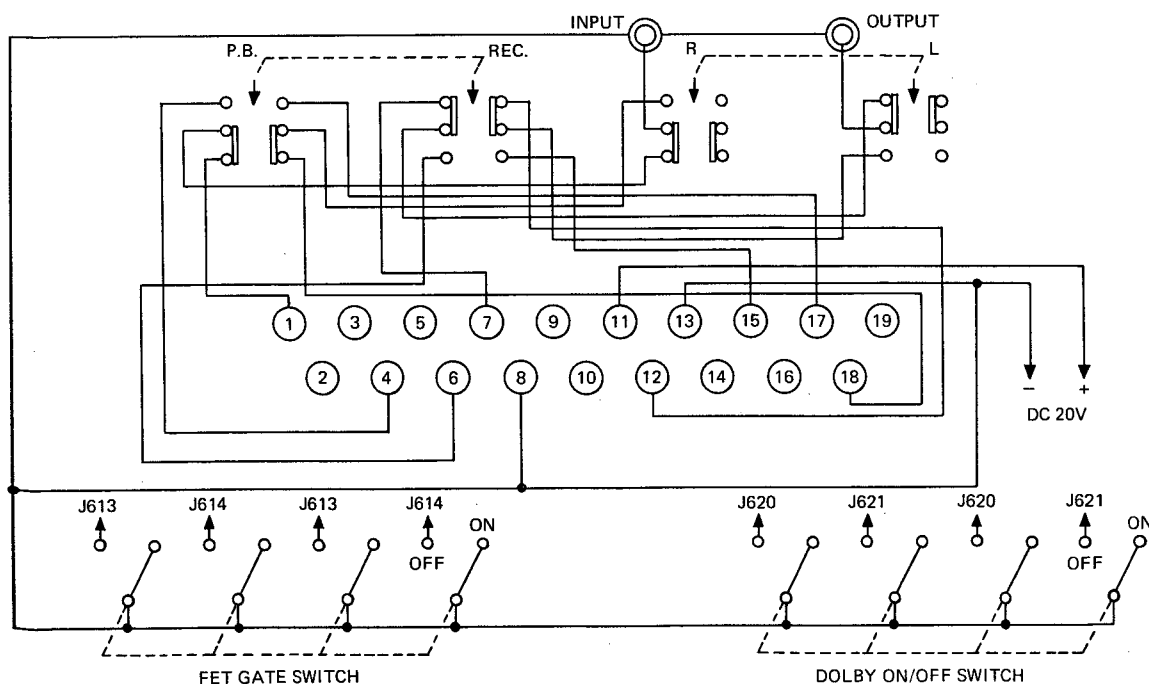 INPUT
OUTPUT
P.B.
REC.
R
L
1 3 5 7 9 11 13 15 17 19
2 4 6 8 10 12 14 16 18
− +
DC 20V
J613 J614 J613 J614 ON
OFF
J620 J621 J620 J621 ON
OFF
FET GATE SWITCH
DOLBY ON/OFF SWITCH